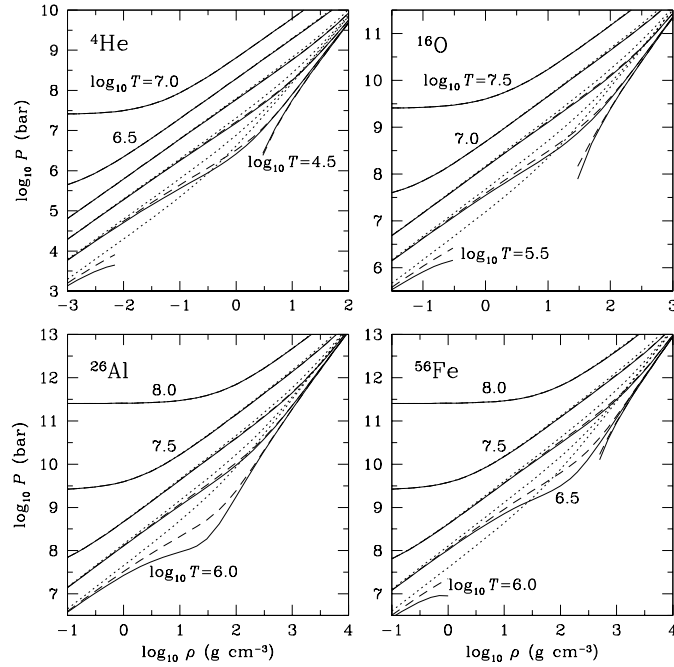 10
9
8
7
6
5
4
3
⁴He
log₁₀ T=7.0
6.5
log₁₀ T=4.5
−3 −2 −1 0 1 2
log₁₀ P (bar)
11
10
9
8
7
6
¹⁶O
log₁₀ T=7.5
7.0
log₁₀ T=5.5
−1 0 1 2 3
13
12
11
10
9
8
7
²⁶Al
8.0
7.5
log₁₀ T=6.0
−1 0 1 2 3 4
log₁₀ P (bar)
log₁₀ ρ (g cm⁻³)
13
12
11
10
9
8
7
⁵⁶Fe
8.0
7.5
6.5
log₁₀ T=6.0
−1 0 1 2 3 4
log₁₀ ρ (g cm⁻³)